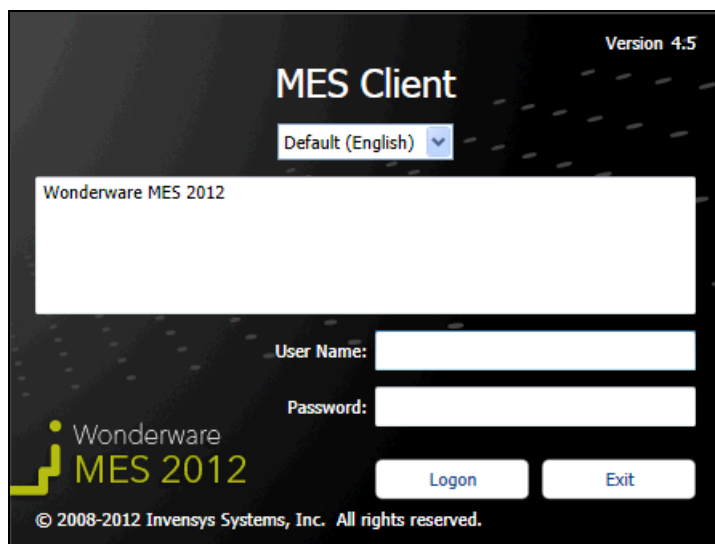 Version 4.5
MES Client
Default (English)
Wonderware MES 2012
User Name:
Password:
Wonderware
MES 2012
Logon Exit
© 2008-2012 Invensys Systems, Inc. All rights reserved.